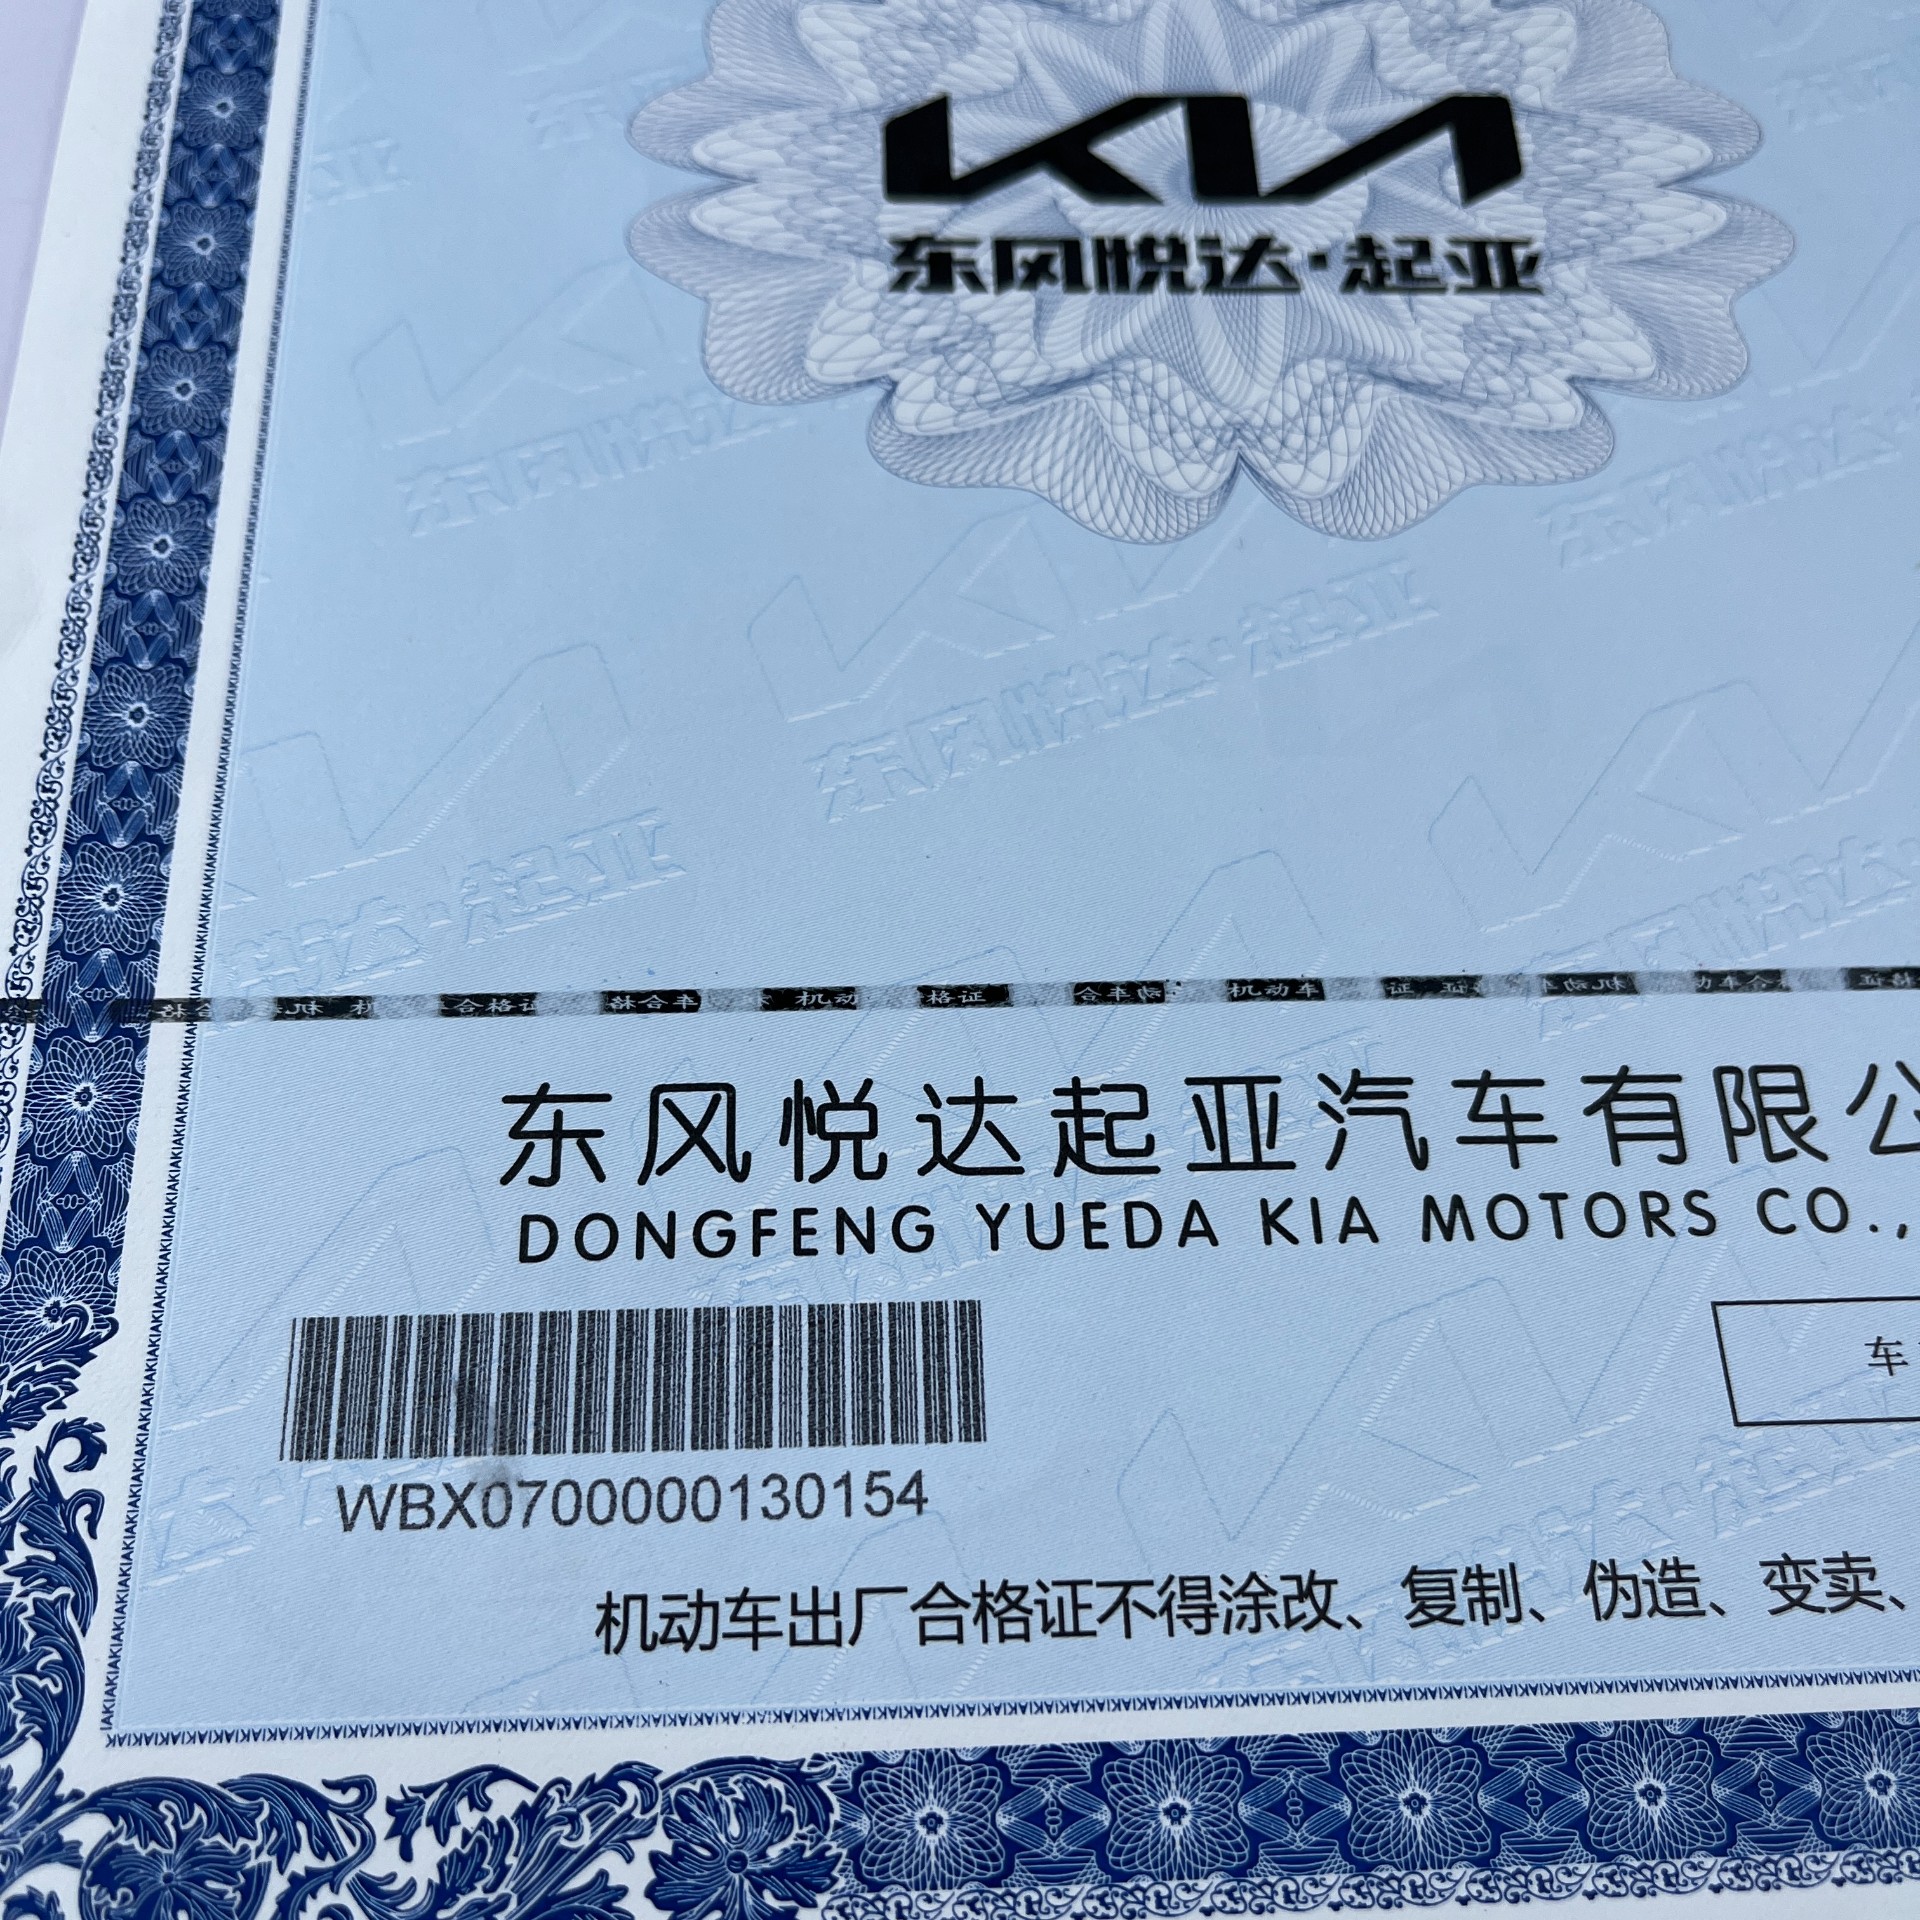 KIA
东风悦达·起亚
东风悦达起亚汽车有限公
DONGFENG YUEDA KIA MOTORS CO.,
车
WBX0700000130154
机动车出厂合格证不得涂改、复制、伪造、变卖、